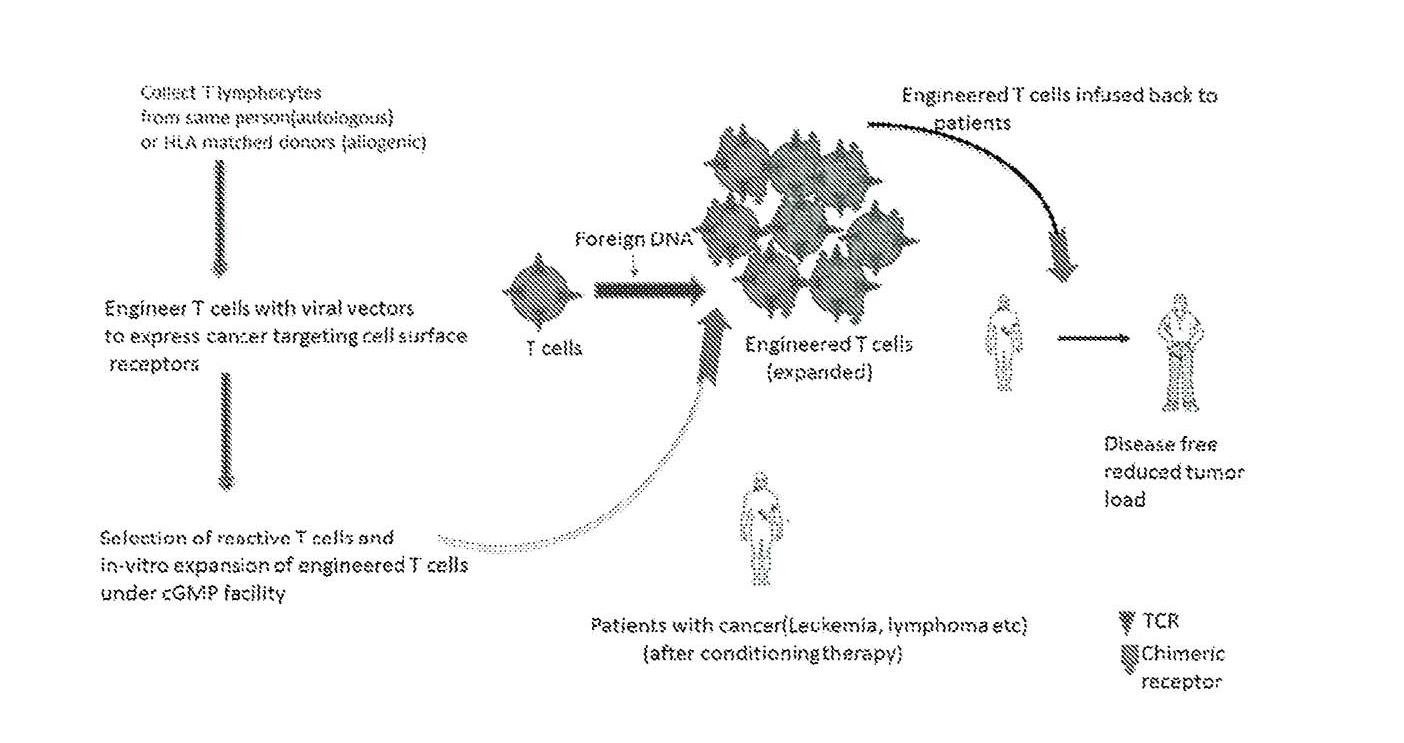 Collect T lymphocytes
from same person(autologous)
or HLA matched donors (allogenic)
Engineer T cells with viral vectors
to express cancer targeting cell surface
receptors
Selection of reactive T cells and
in-vitro expansion of engineered T cells
under cGMP facility
Foreign DNA
T cells
Engineered T cells
(expanded)
Engineered T cells infused back to
patients
Disease free
reduced tumor
load
Patients with cancer(Leukemia, lymphoma etc)
(after conditioning therapy)
TCR
Chimeric
receptor